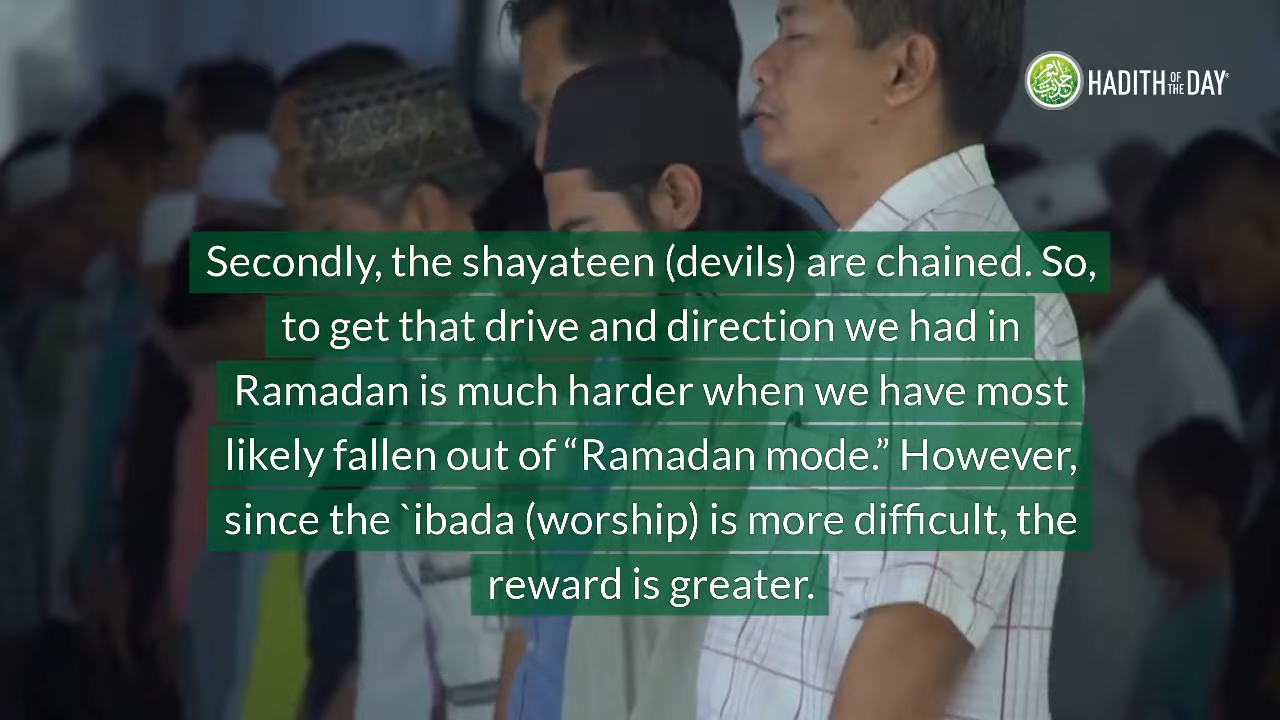 HADITH OF THE DAY
Secondly, the shayateen (devils) are chained. So,
to get that drive and direction we had in
Ramadan is much harder when we have most
likely fallen out of “Ramadan mode.” However,
since the `ibada (worship) is more difficult, the
reward is greater.